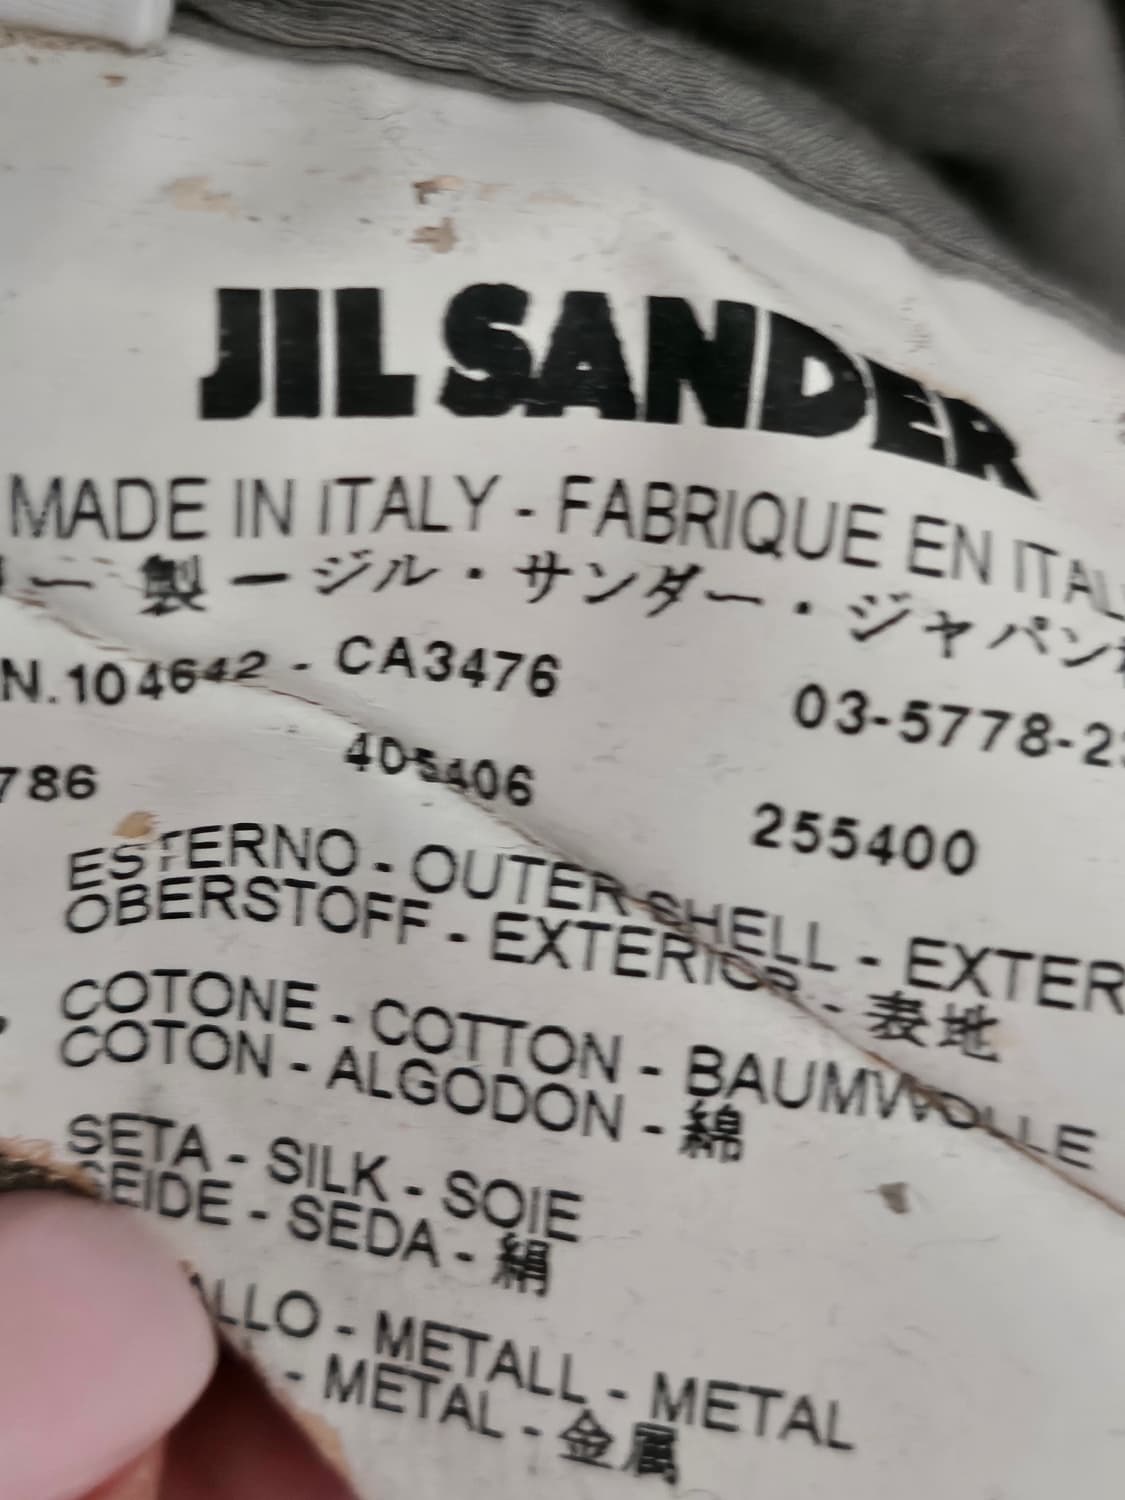 JIL SANDER
MADE IN ITALY - FABRIQUE EN ITAL
ー 製 ー ジル・サンダー・ジャパン
N.104642 - CA3476 03-5778-2
786 405406 255400
ESTERNO - OUTER SHELL - EXTER
OBERSTOFF - EXTERIOR - 表地
COTONE - COTTON - BAUMWOLLE
COTON - ALGODON - 綿
SETA - SILK - SOIE
SEIDE - SEDA - 絹
ALLO - METALL - METAL
- METAL - 金属